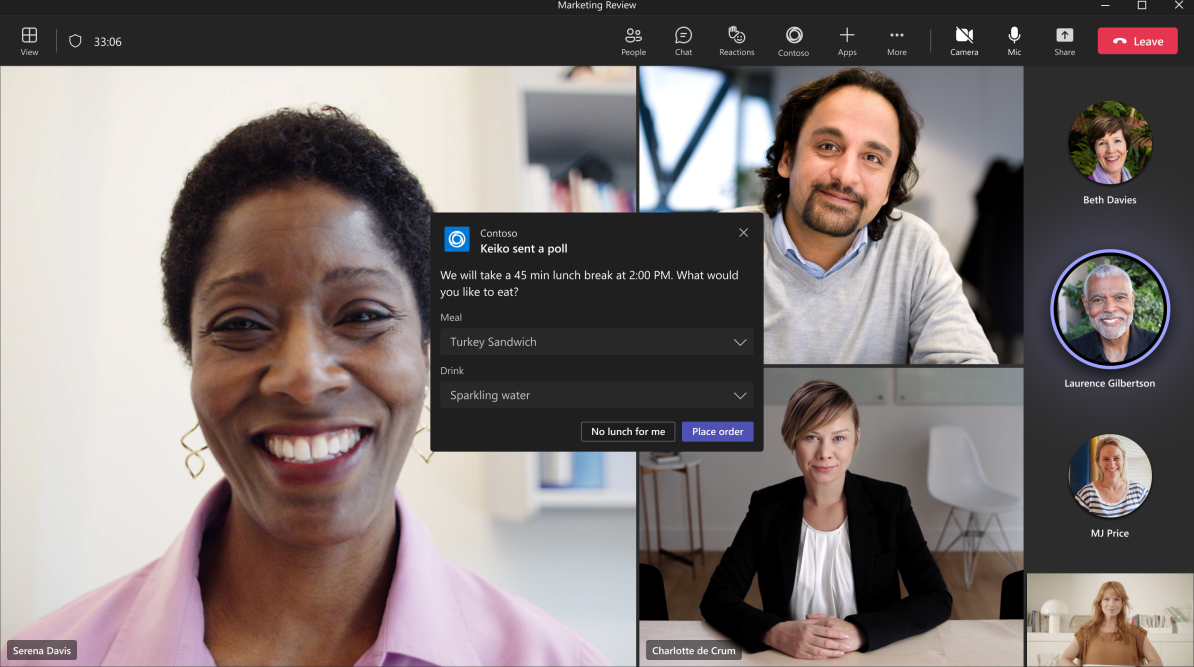 Marketing Review
View
33:06
People
Chat
Reactions
Contoso
Apps
More
Camera
Mic
Share
Leave
Contoso
Keiko sent a poll
We will take a 45 min lunch break at 2:00 PM. What would
you like to eat?
Meal
Turkey Sandwich
Drink
Sparkling water
No lunch for me
Place order
Beth Davies
Laurence Gilbertson
MJ Price
Serena Davis
Charlotte de Crum